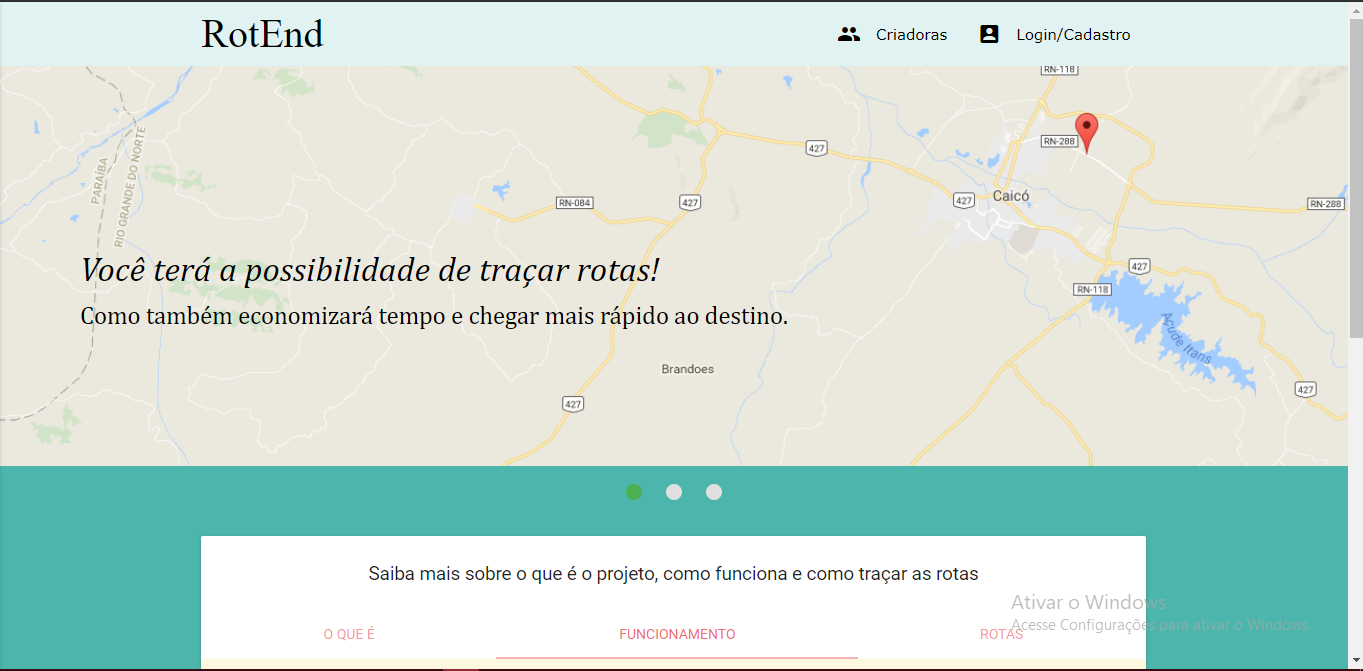 RotEnd
Criadoras
Login/Cadastro
RN-118
427
RN-288
PARAÍBA
RIO GRANDE DO NORTE
Caicó
RN-084
427
427
RN-288
Você terá a possibilidade de traçar rotas!
427
RN-118
Como também economizará tempo e chegar mais rápido ao destino.
Açude Itans
Brandoes
427
427
Saiba mais sobre o que é o projeto, como funciona e como traçar as rotas
Ativar o Windows
Acesse Configurações para ativar o Windows.
O QUE É
FUNCIONAMENTO
ROTAS